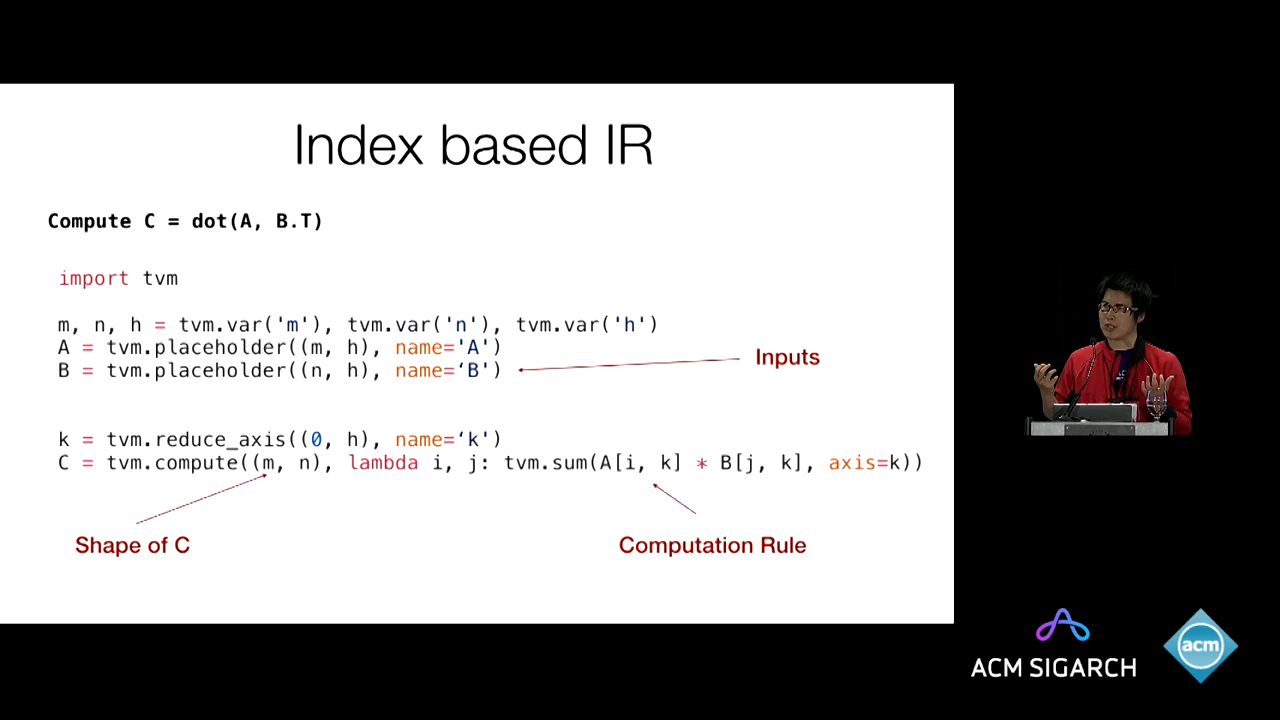 Index based IR
Compute C = dot(A, B.T)
import tvm
m, n, h = tvm.var('m'), tvm.var('n'), tvm.var('h')
A = tvm.placeholder((m, h), name='A')
B = tvm.placeholder((n, h), name=‘B')
Inputs
k = tvm.reduce_axis((0, h), name=‘k')
C = tvm.compute((m, n), lambda i, j: tvm.sum(A[i, k] * B[j, k], axis=k))
Shape of C
Computation Rule
ACM SIGARCH
acm